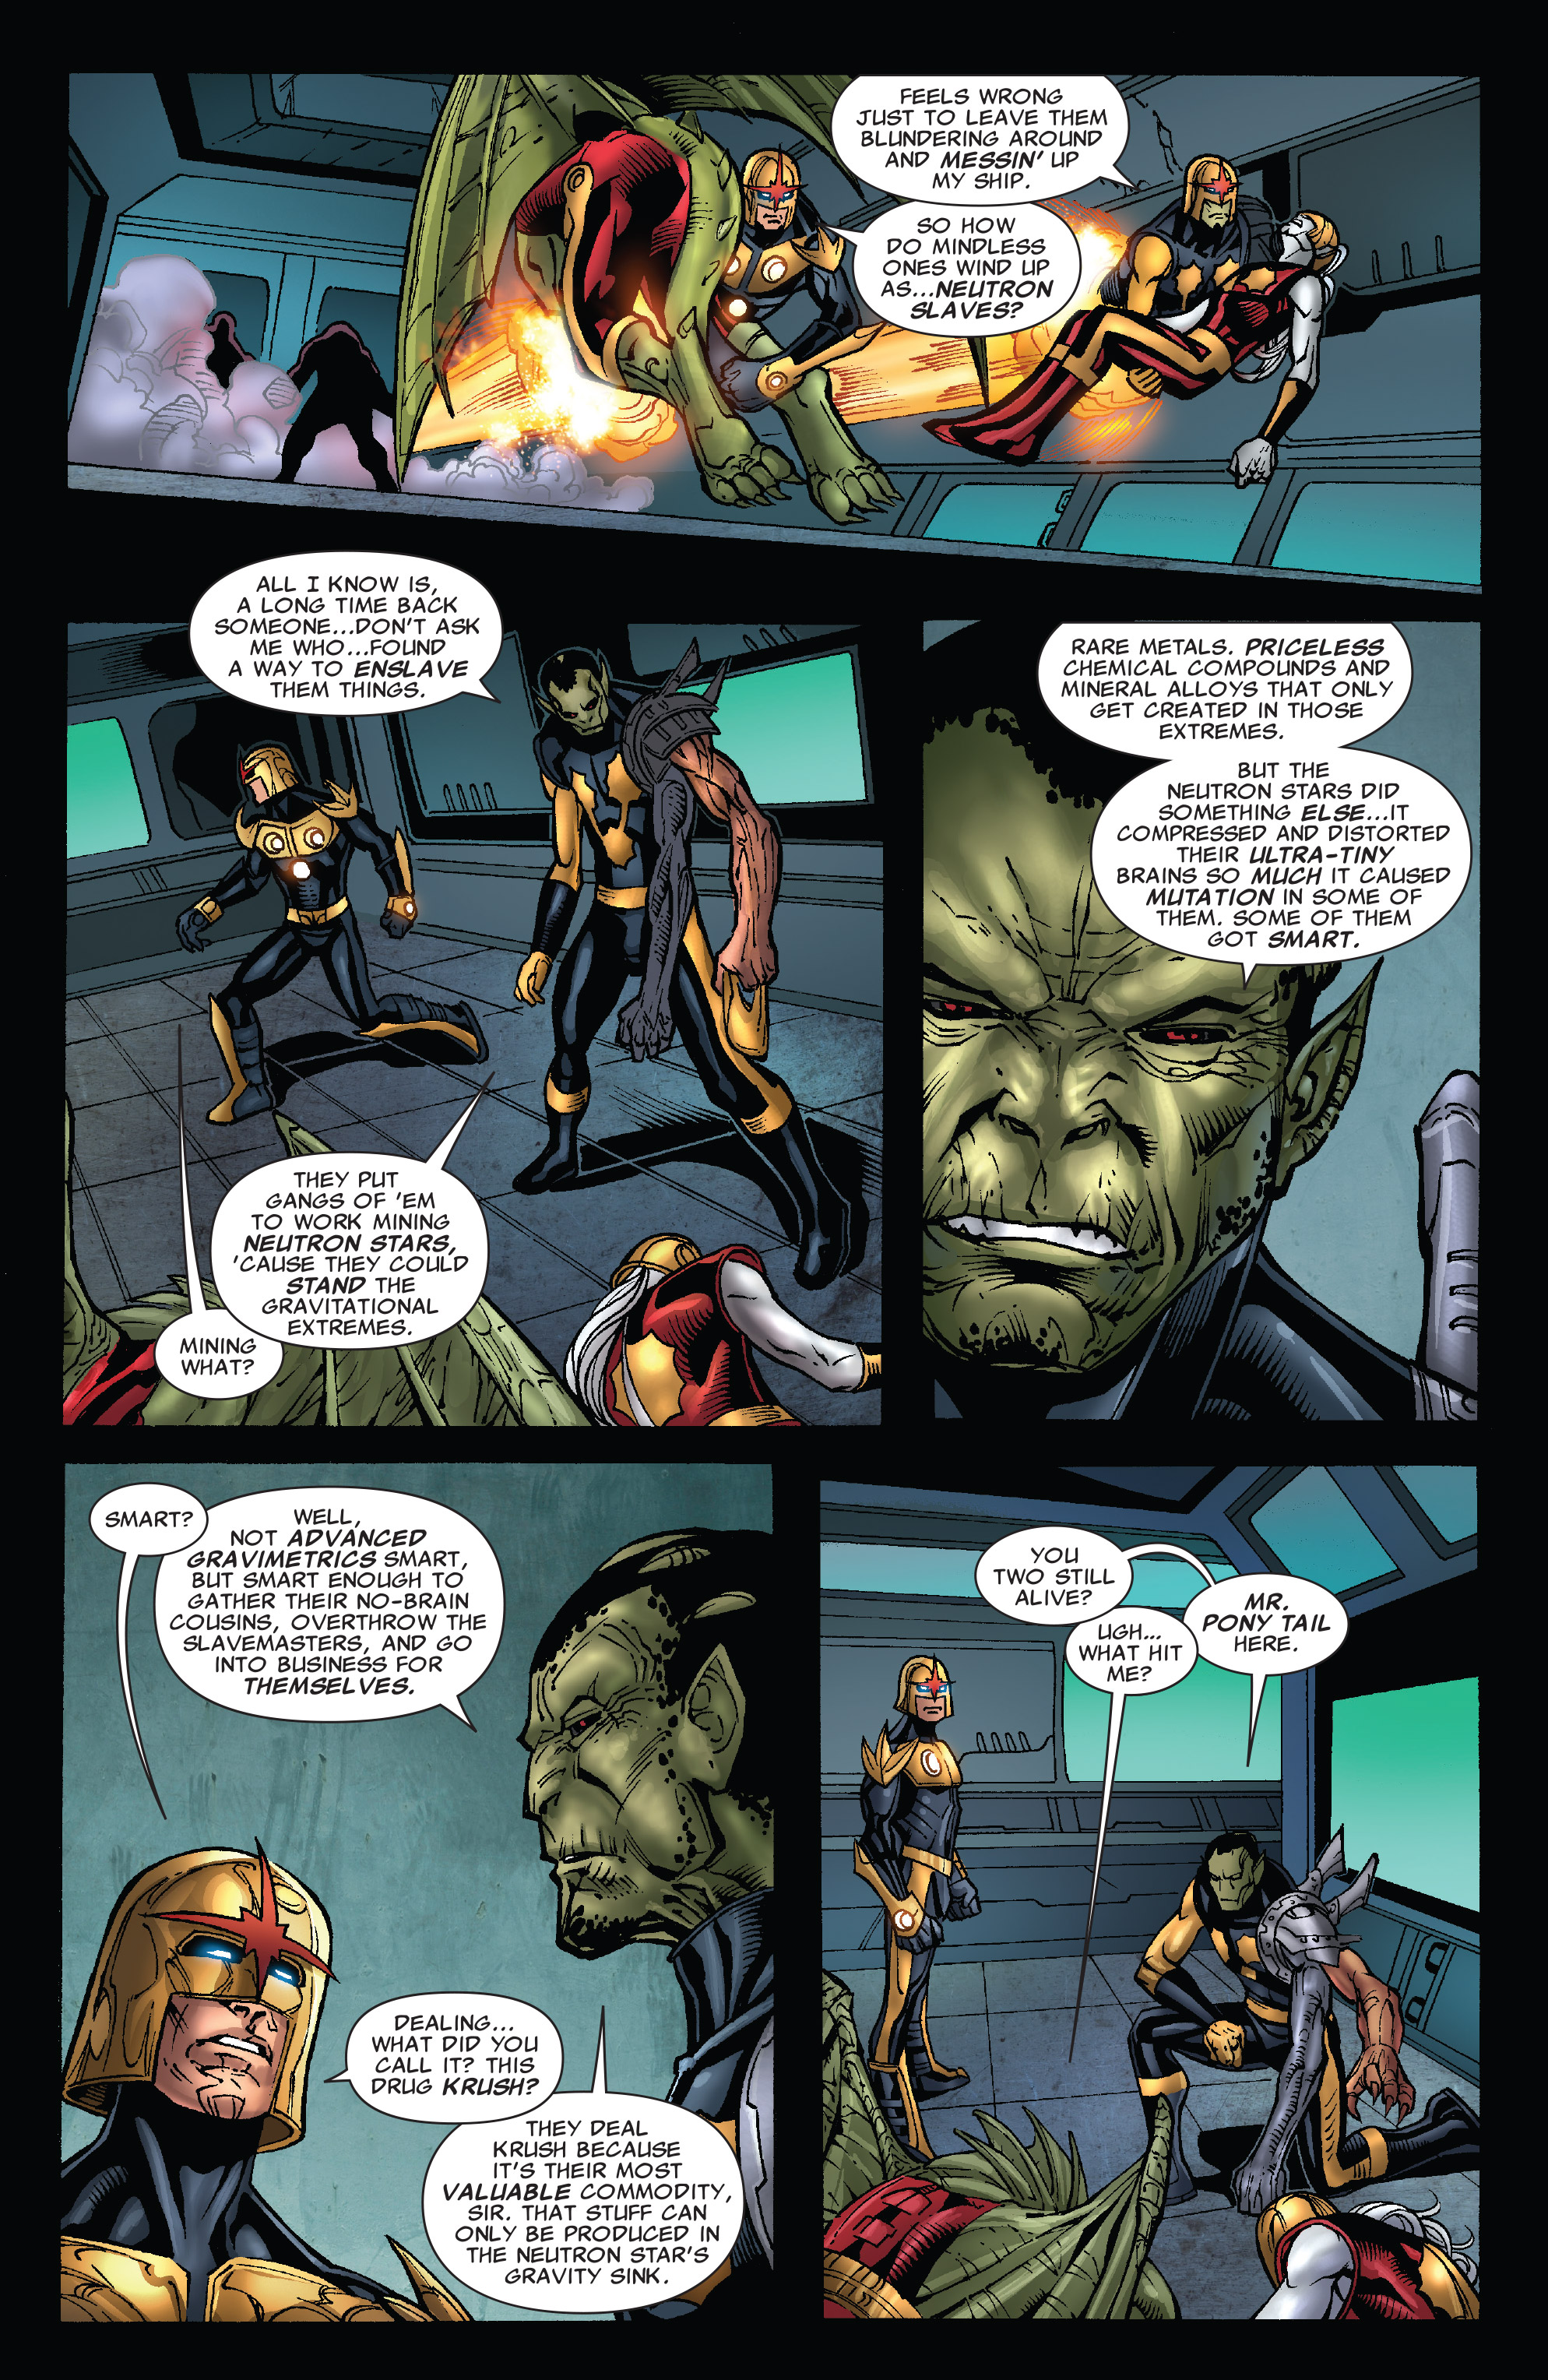 FEELS WRONG
JUST TO LEAVE THEM
BLUNDERING AROUND
AND MESSIN' UP
MY SHIP.
SO HOW
DO MINDLESS
ONES WIND UP
AS...NEUTRON
SLAVES?
ALL I KNOW IS,
A LONG TIME BACK
SOMEONE...DON'T ASK
ME WHO...FOUND
A WAY TO ENSLAVE
THEM THINGS.
THEY PUT
GANGS OF 'EM
TO WORK MINING
NEUTRON STARS,
'CAUSE THEY COULD
STAND THE
GRAVITATIONAL
EXTREMES.
MINING
WHAT?
RARE METALS. PRICELESS
CHEMICAL COMPOUNDS AND
MINERAL ALLOYS THAT ONLY
GET CREATED IN THOSE
EXTREMES.
BUT THE
NEUTRON STARS DID
SOMETHING ELSE...IT
COMPRESSED AND DISTORTED
THEIR ULTRA-TINY
BRAINS SO MUCH IT CAUSED
MUTATION IN SOME OF
THEM. SOME OF THEM
GOT SMART.
SMART?
WELL,
NOT ADVANCED
GRAVIMETRICS SMART,
BUT SMART ENOUGH TO
GATHER THEIR NO-BRAIN
COUSINS, OVERTHROW THE
SLAVEMASTERS, AND GO
INTO BUSINESS FOR
THEMSELVES.
DEALING...
WHAT DID YOU
CALL IT? THIS
DRUG KRUSH?
THEY DEAL
KRUSH BECAUSE
IT'S THEIR MOST
VALUABLE COMMODITY,
SIR. THAT STUFF CAN
ONLY BE PRODUCED IN
THE NEUTRON STAR'S
GRAVITY SINK.
YOU
TWO STILL
ALIVE?
UGH...
WHAT HIT
ME?
MR.
PONY TAIL
HERE.